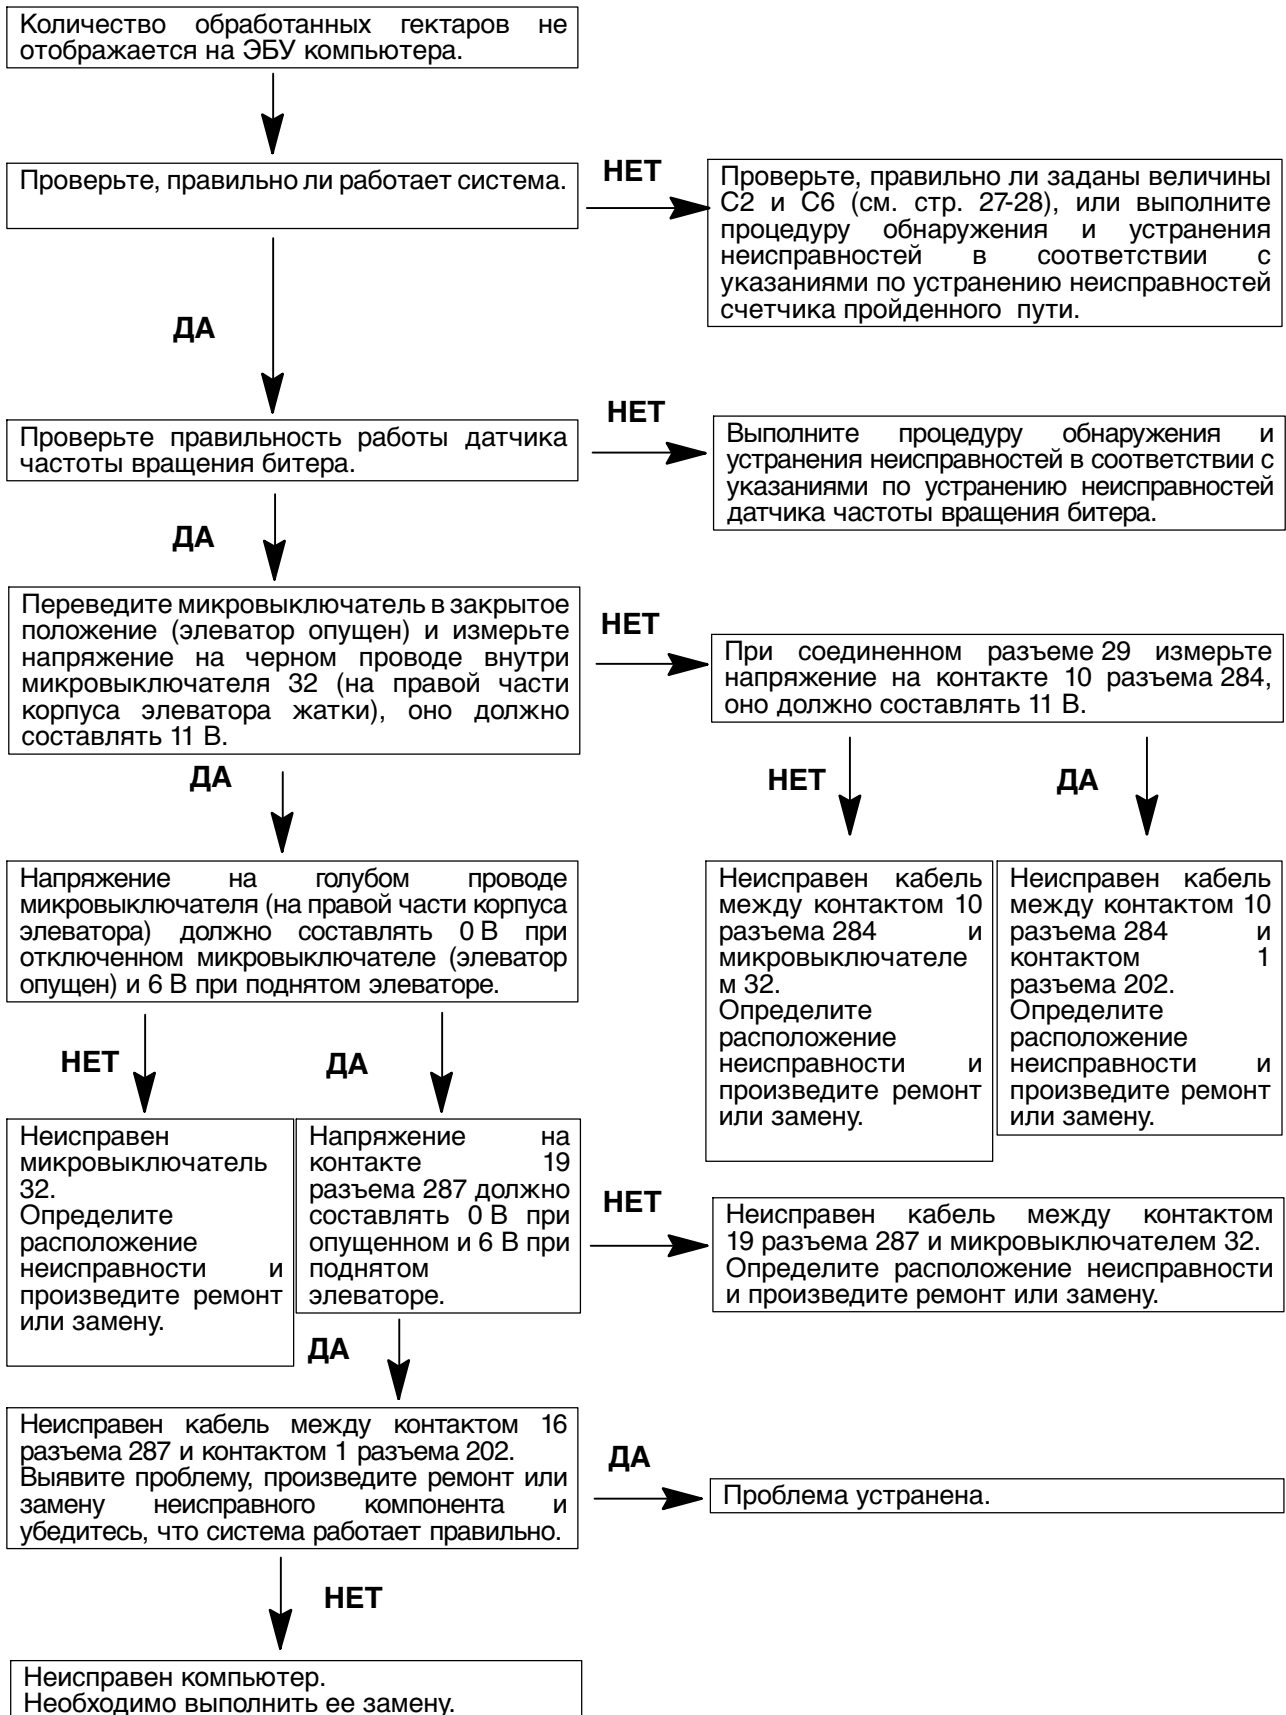 Количество обработанных гектаров не
отображается на ЭБУ компьютера.
Проверьте, правильно ли работает система.
НЕТ
Проверьте, правильно ли заданы величины
C2 и C6 (см. стр. 27-28), или выполните
процедуру обнаружения и устранения
неисправностей в соответствии с
указаниями по устранению неисправностей
счетчика пройденного пути.
ДА
Проверьте правильность работы датчика
частоты вращения битера.
НЕТ
Выполните процедуру обнаружения и
устранения неисправностей в соответствии с
указаниями по устранению неисправностей
датчика частоты вращения битера.
ДА
Переведите микровыключатель в закрытое
положение (элеватор опущен) и измерьте
напряжение на черном проводе внутри
микровыключателя 32 (на правой части
корпуса элеватора жатки), оно должно
составлять 11 В.
НЕТ
При соединенном разъеме 29 измерьте
напряжение на контакте 10 разъема 284,
оно должно составлять 11 В.
ДА
НЕТ
ДА
Напряжение на голубом проводе
микровыключателя (на правой части корпуса
элеватора) должно составлять 0 В при
отключенном микровыключателе (элеватор
опущен) и 6 В при поднятом элеваторе.
Неисправен кабель
между контактом 10
разъема 284 и
микровыключателе
м 32.
Определите
расположение
неисправности и
произведите ремонт
или замену.
Неисправен кабель
между контактом 10
разъема 284 и
контактом 1
разъема 202.
Определите
расположение
неисправности и
произведите ремонт
или замену.
НЕТ
ДА
Неисправен
микровыключатель
32.
Определите
расположение
неисправности и
произведите ремонт
или замену.
Напряжение на
контакте 19
разъема 287 должно
составлять 0 В при
опущенном и 6 В при
поднятом
элеваторе.
НЕТ
Неисправен кабель между контактом
19 разъема 287 и микровыключателем 32.
Определите расположение неисправности
и произведите ремонт или замену.
ДА
Неисправен кабель между контактом 16
разъема 287 и контактом 1 разъема 202.
Выявите проблему, произведите ремонт или
замену неисправного компонента и
убедитесь, что система работает правильно.
ДА
Проблема устранена.
НЕТ
Неисправен компьютер.
Необходимо выполнить ее замену.